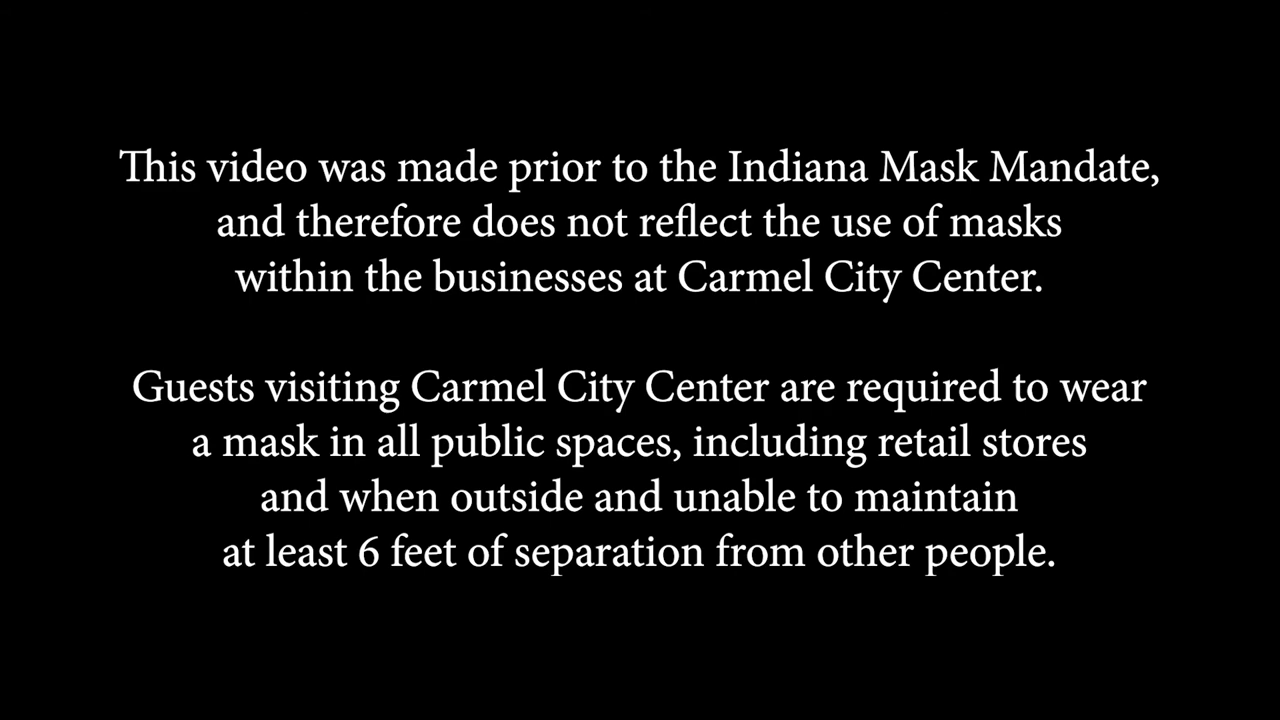 This video was made prior to the Indiana Mask Mandate,
and therefore does not reflect the use of masks
within the businesses at Carmel City Center.
Guests visiting Carmel City Center are required to wear
a mask in all public spaces, including retail stores
and when outside and unable to maintain
at least 6 feet of separation from other people.